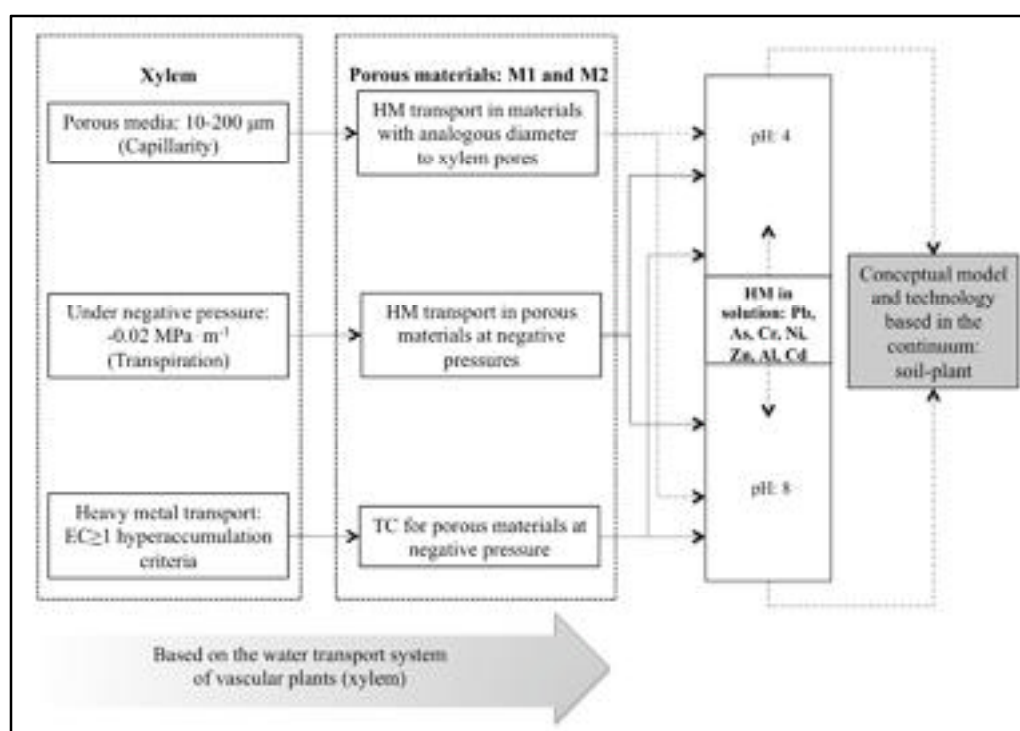 Xylem
Porous media: 10-200 μm
(Capillarity)
Under negative pressure:
-0.02 MPa m⁻¹
(Transpiration)
Heavy metal transport:
EC≥1 hyperaccumulation
criteria
Porous materials: M1 and M2
HM transport in materials
with analogous diameter
to xylem pores
HM transport in porous
materials at negative
pressures
TC for porous materials at
negative pressure
pH: 4
HM in
solution: Pb,
As, Cr, Ni,
Zn, Al, Cd
pH: 8
Conceptual model
and technology
based in the
continuum:
soil-plant
Based on the water transport system
of vascular plants (xylem)